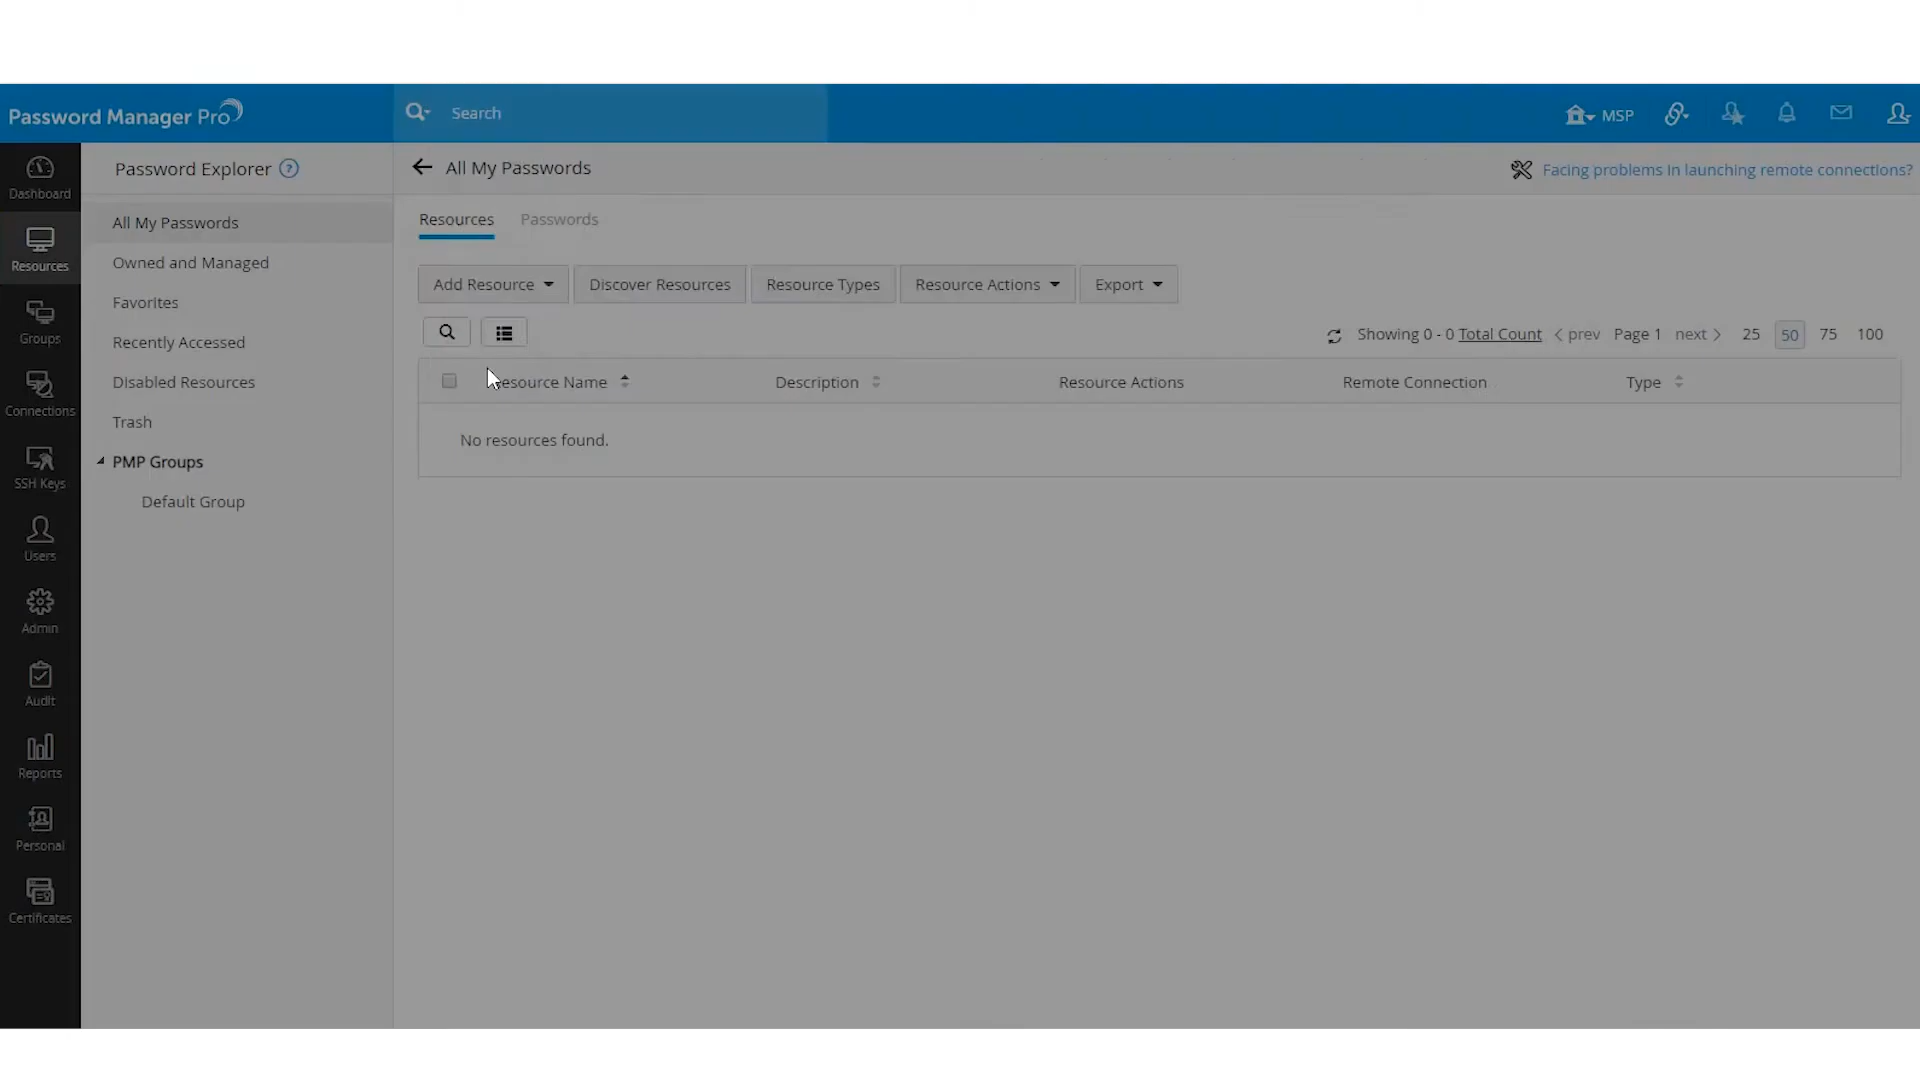 Password Manager Pro
Search
MSP
Dashboard
Resources
Groups
Connections
SSH Keys
Users
Admin
Audit
Reports
Personal
Certificates
Password Explorer ?
All My Passwords
Owned and Managed
Favorites
Recently Accessed
Disabled Resources
Trash
PMP Groups
Default Group
All My Passwords
Facing problems in launching remote connections?
Resources Passwords
Add Resource Discover Resources Resource Types Resource Actions Export
Showing 0 - 0 Total Count prev Page 1 next 25 50 75 100
Resource Name Description Resource Actions Remote Connection Type
No resources found.